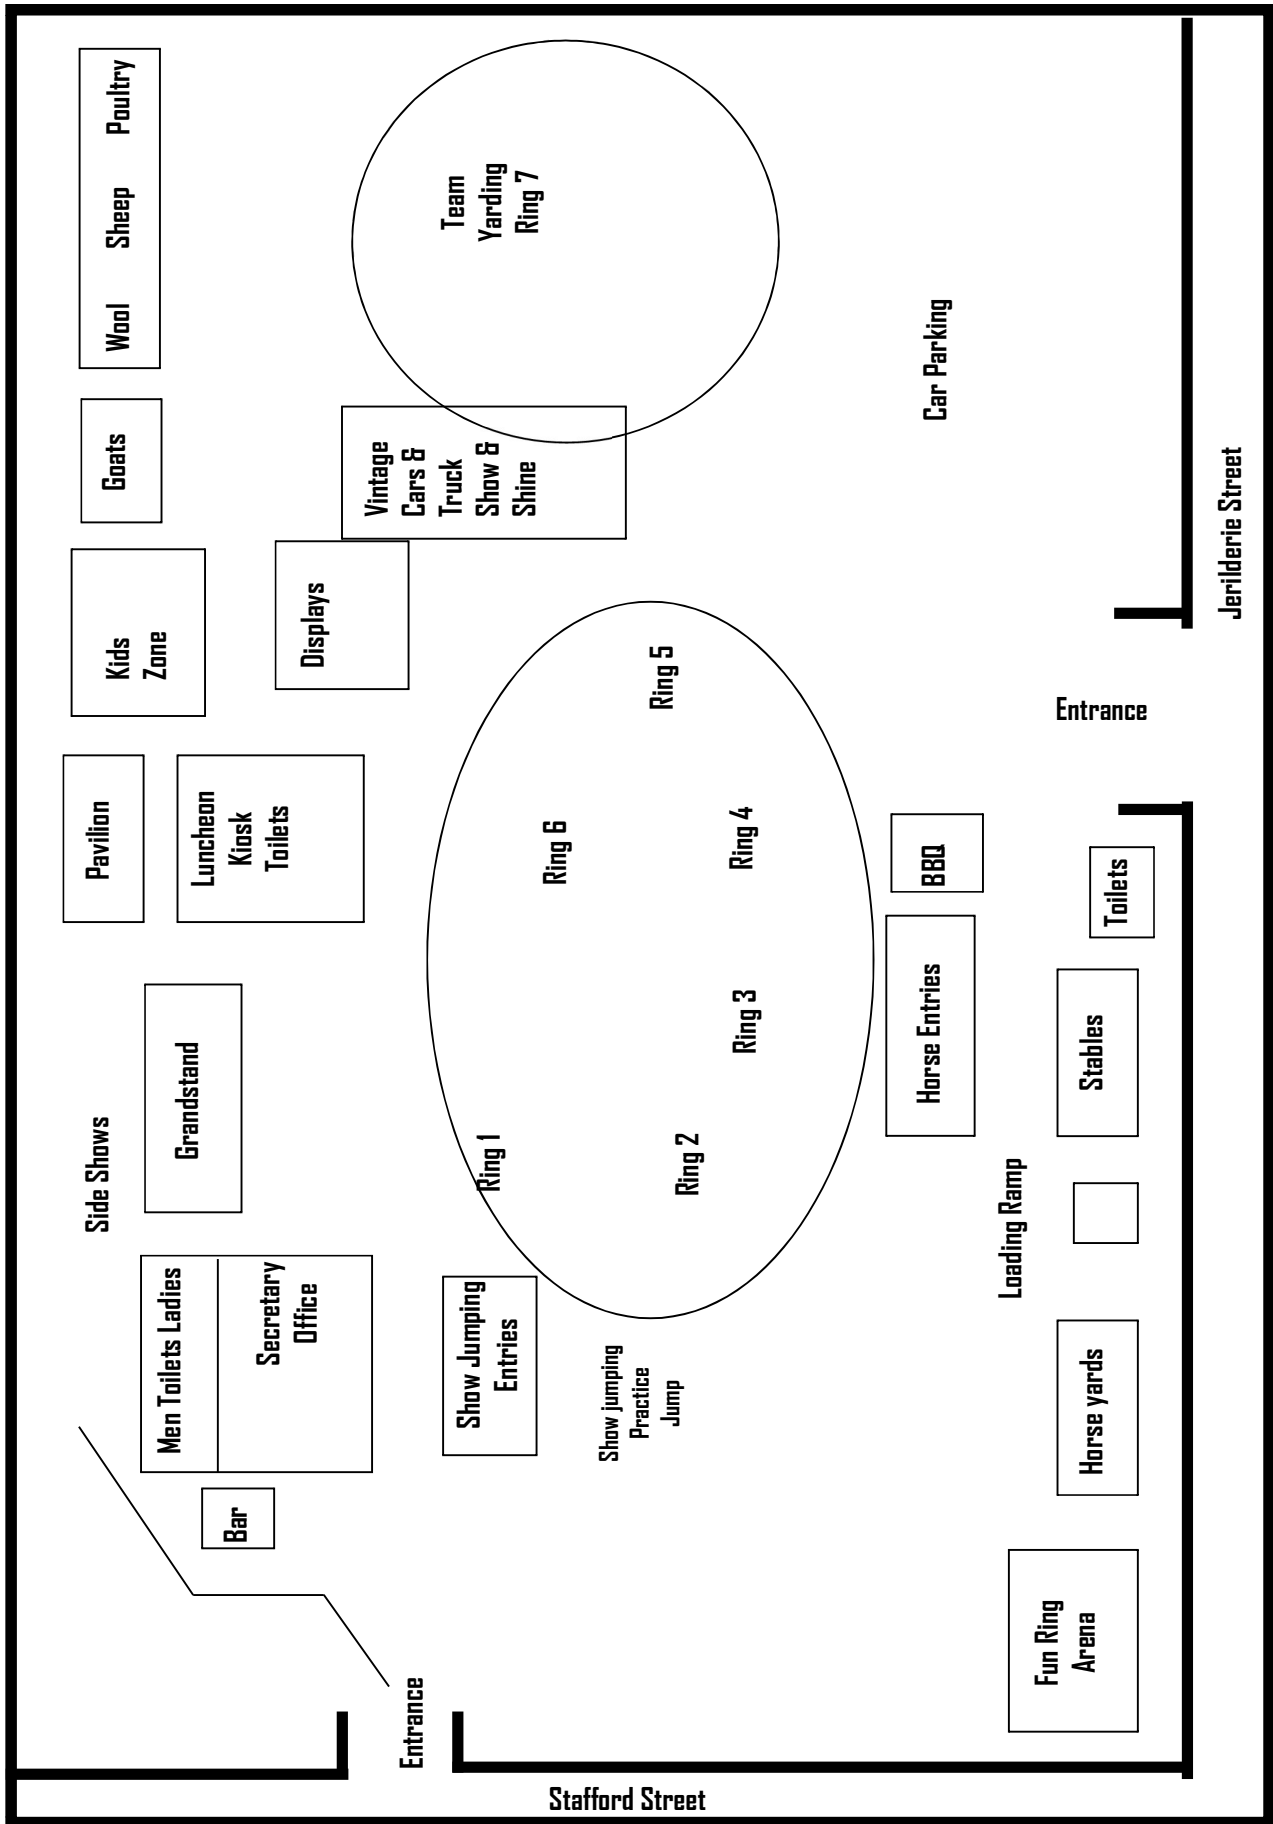 Poultry
Sheep
Wool
Team
Yarding
Ring 7
Goats
Vintage
Cars &
Truck
Show &
Shine
Car Parking
Kids
Zone
Displays
Jerilderie Street
Entrance
Ring 5
Pavilion
Luncheon
Kiosk
Toilets
Ring 6
Ring 4
BBQ
Toilets
Grandstand
Side Shows
Ring 3
Horse Entries
Stables
Ring 1
Ring 2
Loading Ramp
Men Toilets Ladies
Secretary
Office
Show Jumping
Entries
Show jumping
Practice
Jump
Horse yards
Bar
Fun Ring
Arena
Entrance
Stafford Street